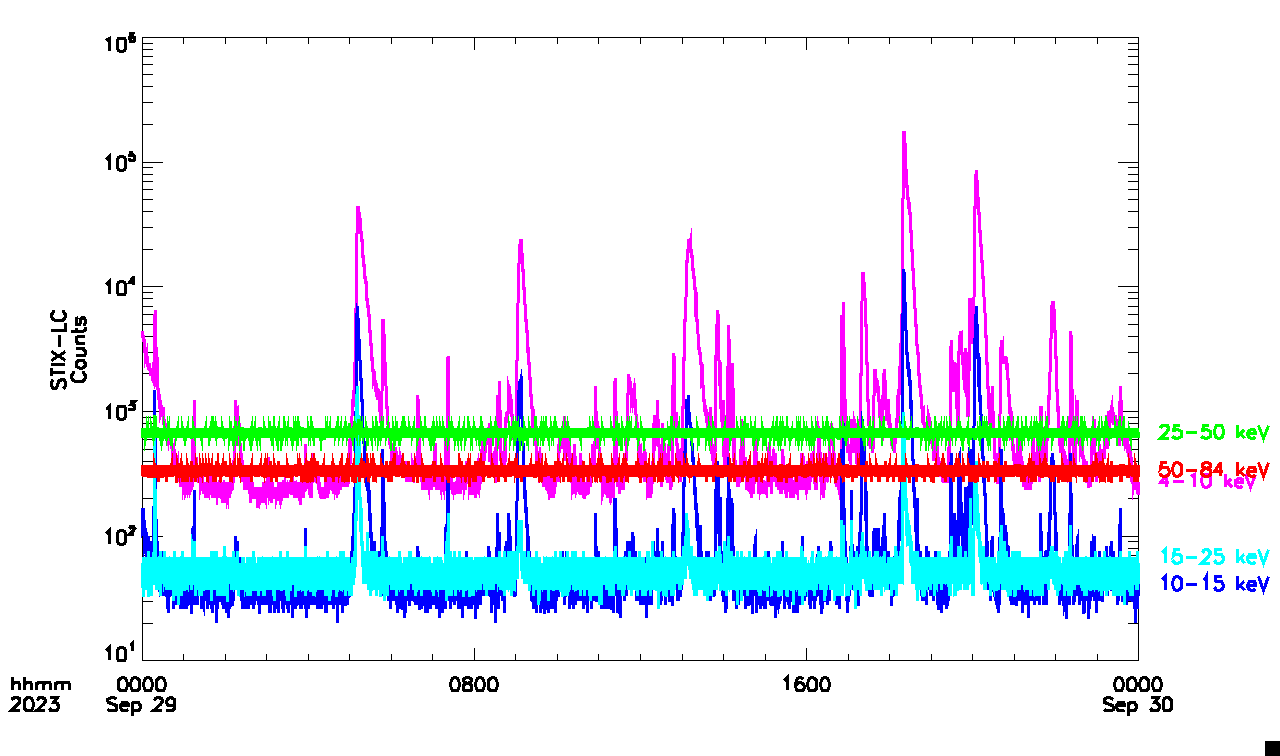 10⁶
10⁵
10⁴
10³
10²
10¹
STIX-LC
Counts
25-50 keV
50-84 keV
4-10 keV
15-25 keV
10-15 keV
hhmm 0000 0800 1600 0000
2023 Sep 29 Sep 30